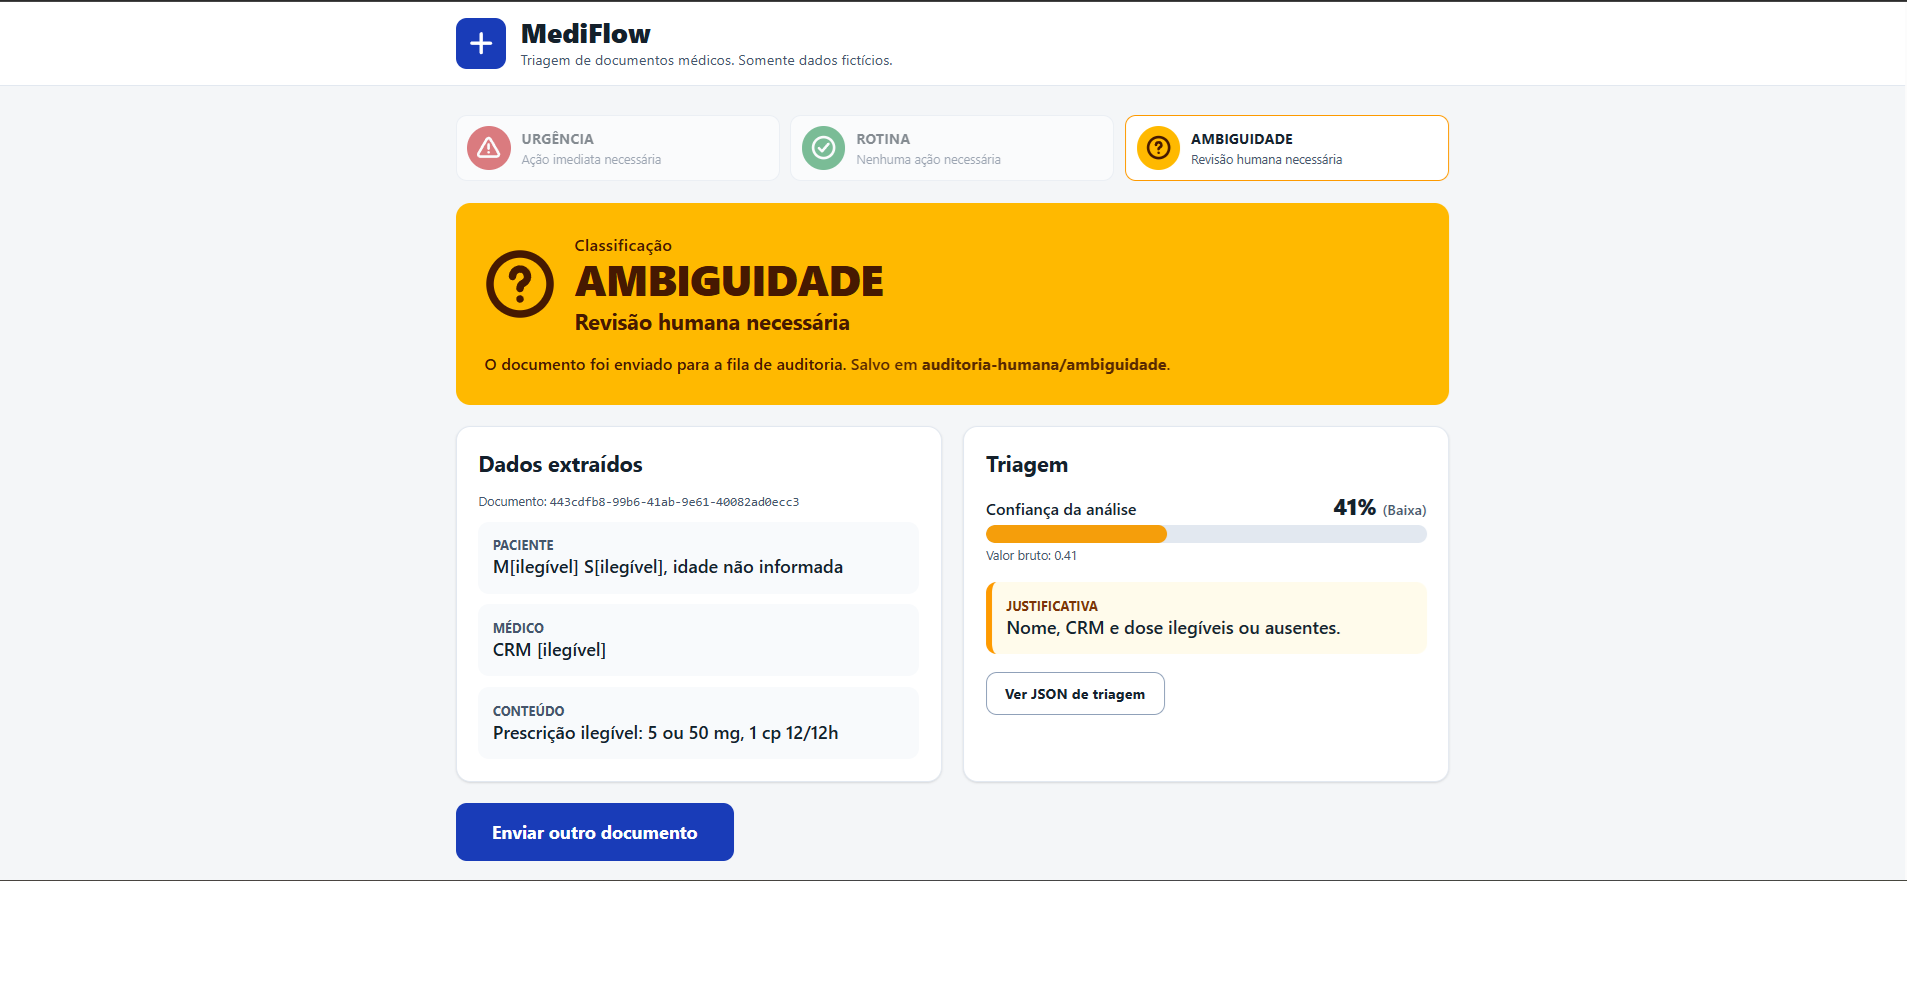 MediFlow
Triagem de documentos médicos. Somente dados fictícios.
URGÊNCIA
Ação imediata necessária
ROTINA
Nenhuma ação necessária
AMBIGUIDADE
Revisão humana necessária
Classificação
AMBIGUIDADE
Revisão humana necessária
O documento foi enviado para a fila de auditoria. Salvo em auditoria-humana/ambiguidade.
Dados extraídos
Documento: 443cdfb8-99b6-41ab-9e61-40082ad0ecc3
PACIENTE
M[ilegível] S[ilegível], idade não informada
MÉDICO
CRM [ilegível]
CONTEÚDO
Prescrição ilegível: 5 ou 50 mg, 1 cp 12/12h
Triagem
Confiança da análise 41% (Baixa)
Valor bruto: 0.41
JUSTIFICATIVA
Nome, CRM e dose ilegíveis ou ausentes.
Ver JSON de triagem
Enviar outro documento